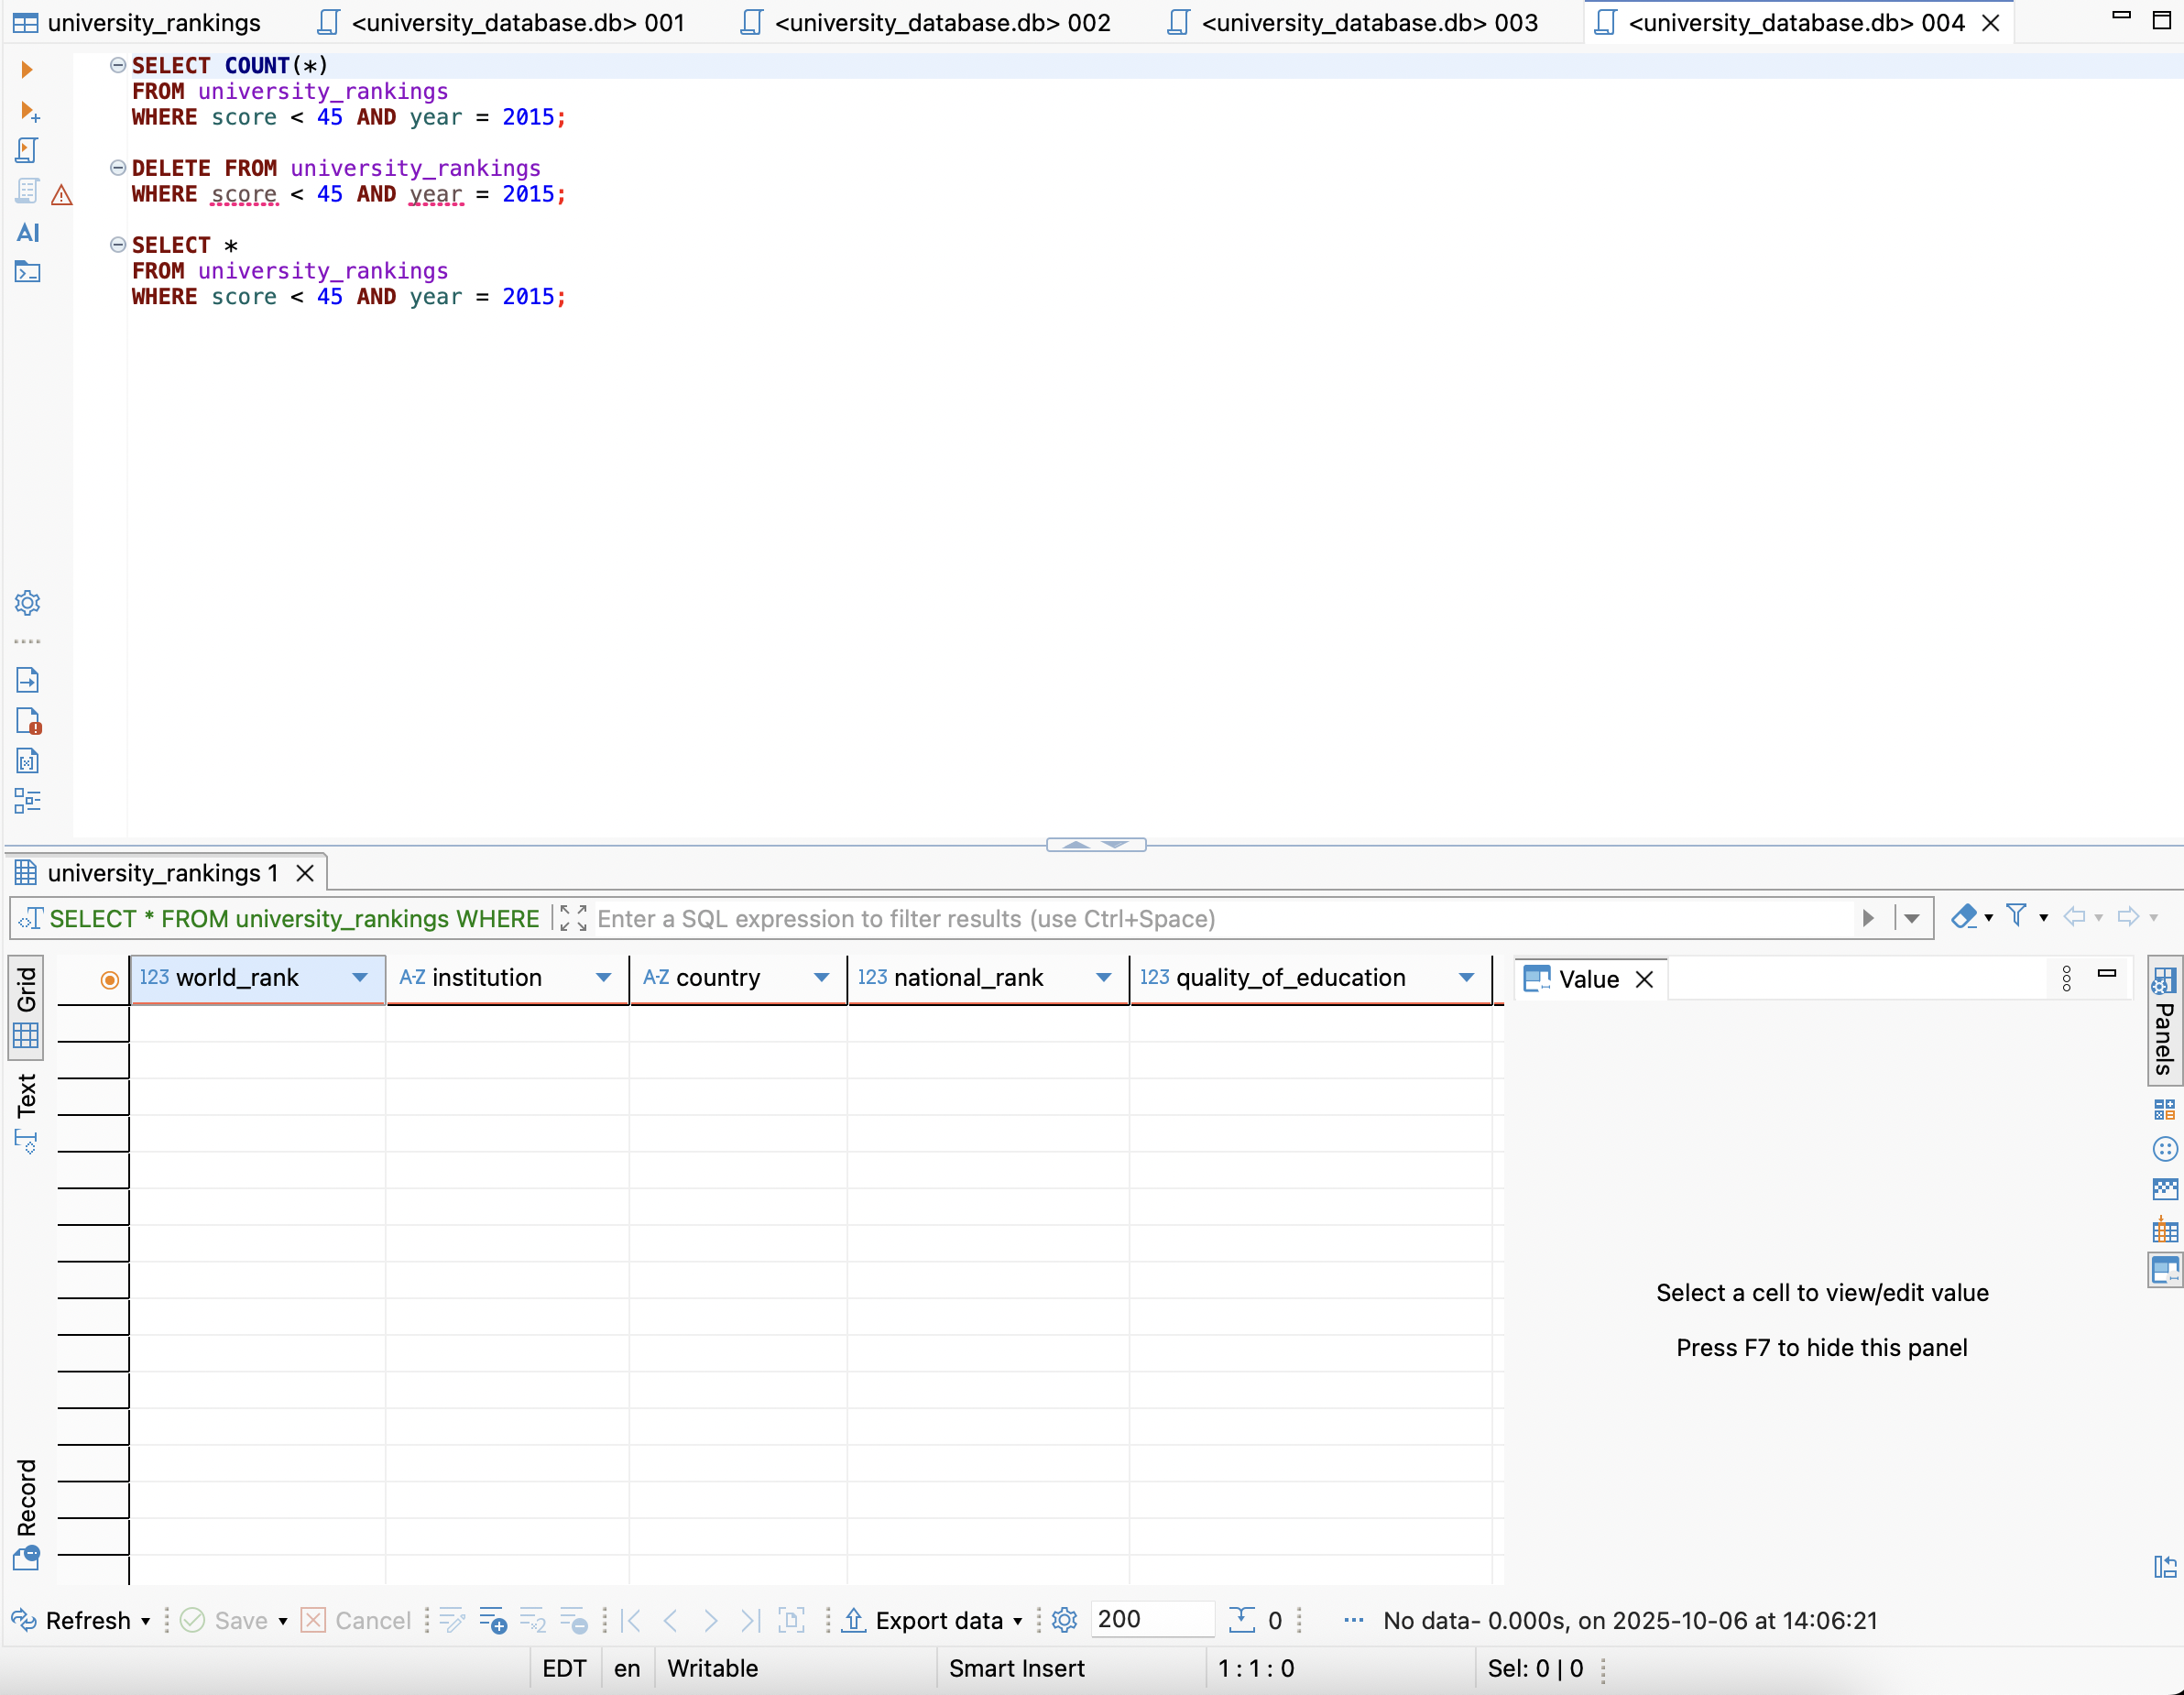 university_rankings
<university_database.db> 001
<university_database.db> 002
<university_database.db> 003
<university_database.db> 004
SELECT COUNT(*)
FROM university_rankings
WHERE score < 45 AND year = 2015;
DELETE FROM university_rankings
WHERE score < 45 AND year = 2015;
SELECT *
FROM university_rankings
WHERE score < 45 AND year = 2015;
AI
university_rankings 1
SELECT * FROM university_rankings WHERE
Enter a SQL expression to filter results (use Ctrl+Space)
Grid
Text
Record
123 world_rank
A-Z institution
A-Z country
123 national_rank
123 quality_of_education
Value
Panels
Select a cell to view/edit value
Press F7 to hide this panel
Refresh
Save
Cancel
Export data
200
0
No data- 0.000s, on 2025-10-06 at 14:06:21
EDT
en
Writable
Smart Insert
1 : 1 : 0
Sel: 0 | 0